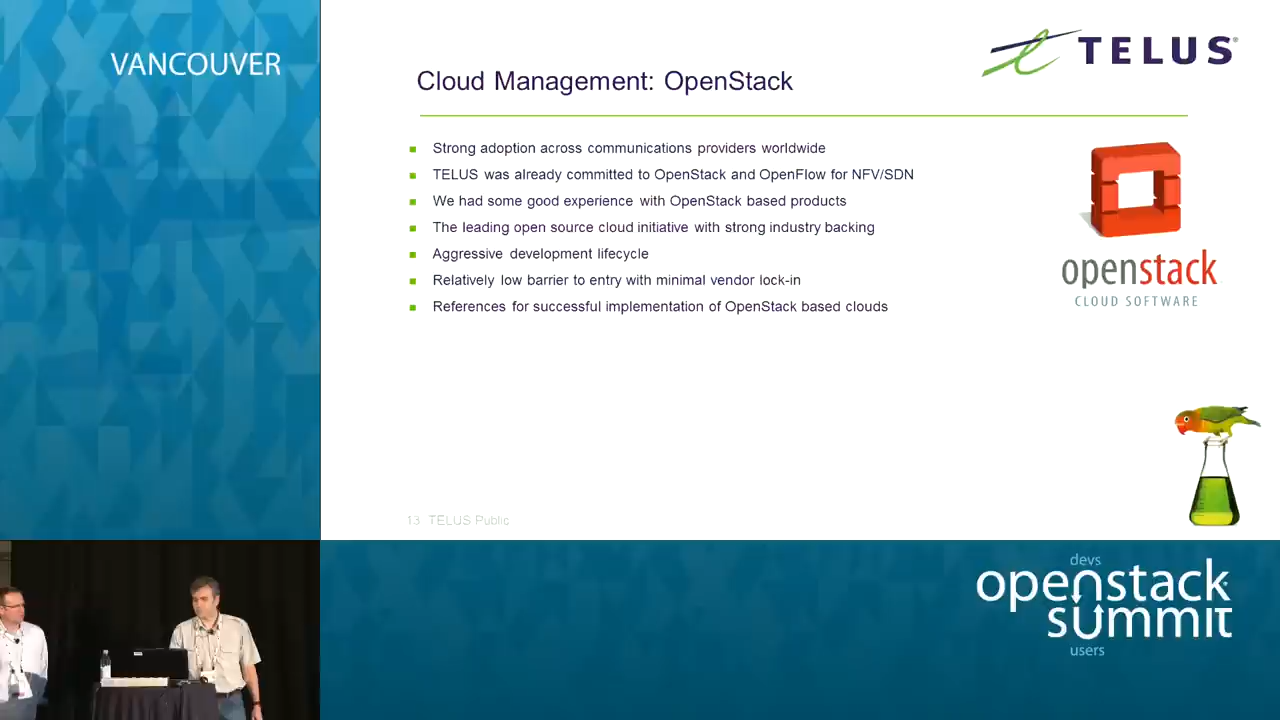 VANCOUVER
TELUS®
Cloud Management: OpenStack
Strong adoption across communications providers worldwide
TELUS was already committed to OpenStack and OpenFlow for NFV/SDN
We had some good experience with OpenStack based products
The leading open source cloud initiative with strong industry backing
Aggressive development lifecycle
Relatively low barrier to entry with minimal vendor lock-in
References for successful implementation of OpenStack based clouds
openstack
CLOUD SOFTWARE
13 TELUS Public
devs
openstack
summit
users